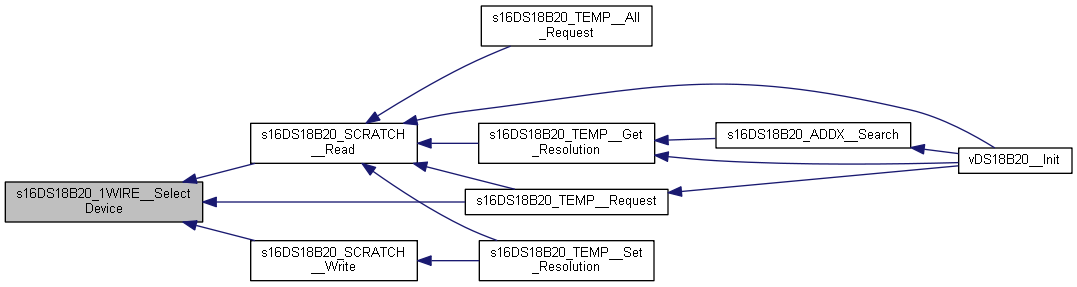 s16DS18B20_TEMP__All
_Request
s16DS18B20_SCRATCH
__Read
s16DS18B20_TEMP__Get
_Resolution
s16DS18B20_ADDX__Search
vDS18B20__Init
s16DS18B20_1WIRE__Select
Device
s16DS18B20_TEMP__Request
s16DS18B20_SCRATCH
__Write
s16DS18B20_TEMP__Set
_Resolution